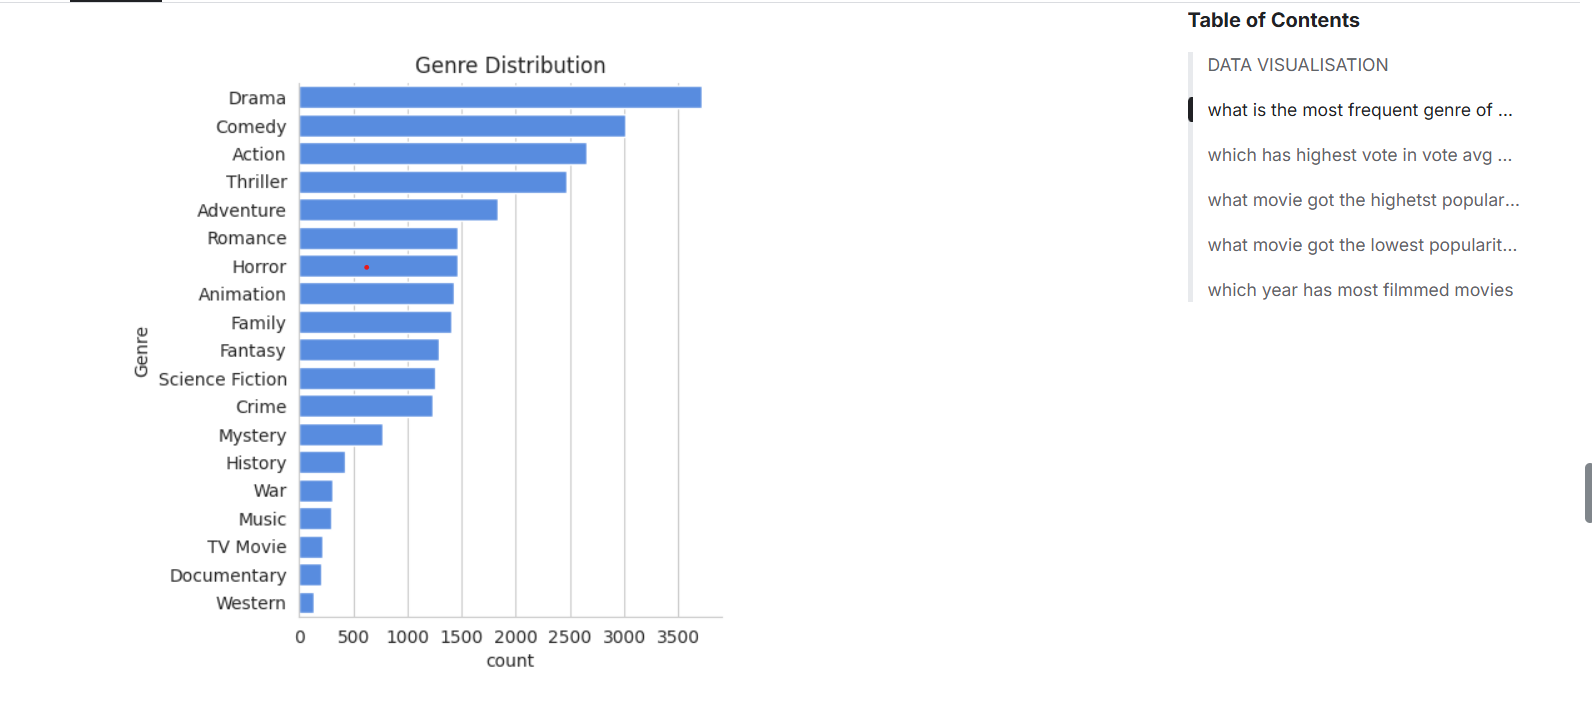 Table of Contents
DATA VISUALISATION
what is the most frequent genre of ...
which has highest vote in vote avg ...
what movie got the highetst popular...
what movie got the lowest popularit...
which year has most filmmed movies
Genre Distribution
Genre
Drama
Comedy
Action
Thriller
Adventure
Romance
Horror
Animation
Family
Fantasy
Science Fiction
Crime
Mystery
History
War
Music
TV Movie
Documentary
Western
0 500 1000 1500 2000 2500 3000 3500
count